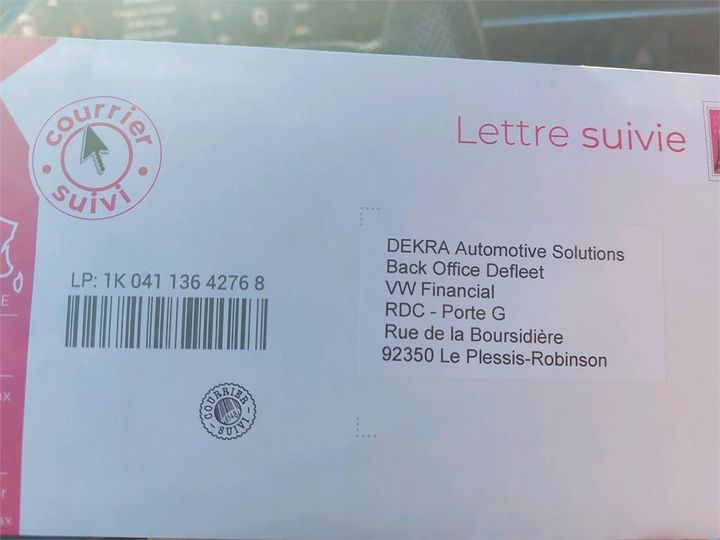 courrier
suivi
Lettre suivie
LP: 1K 041 136 4276 8
DEKRA Automotive Solutions
Back Office Defleet
VW Financial
RDC - Porte G
Rue de la Boursidière
92350 Le Plessis-Robinson
COURRIER
SUIVI